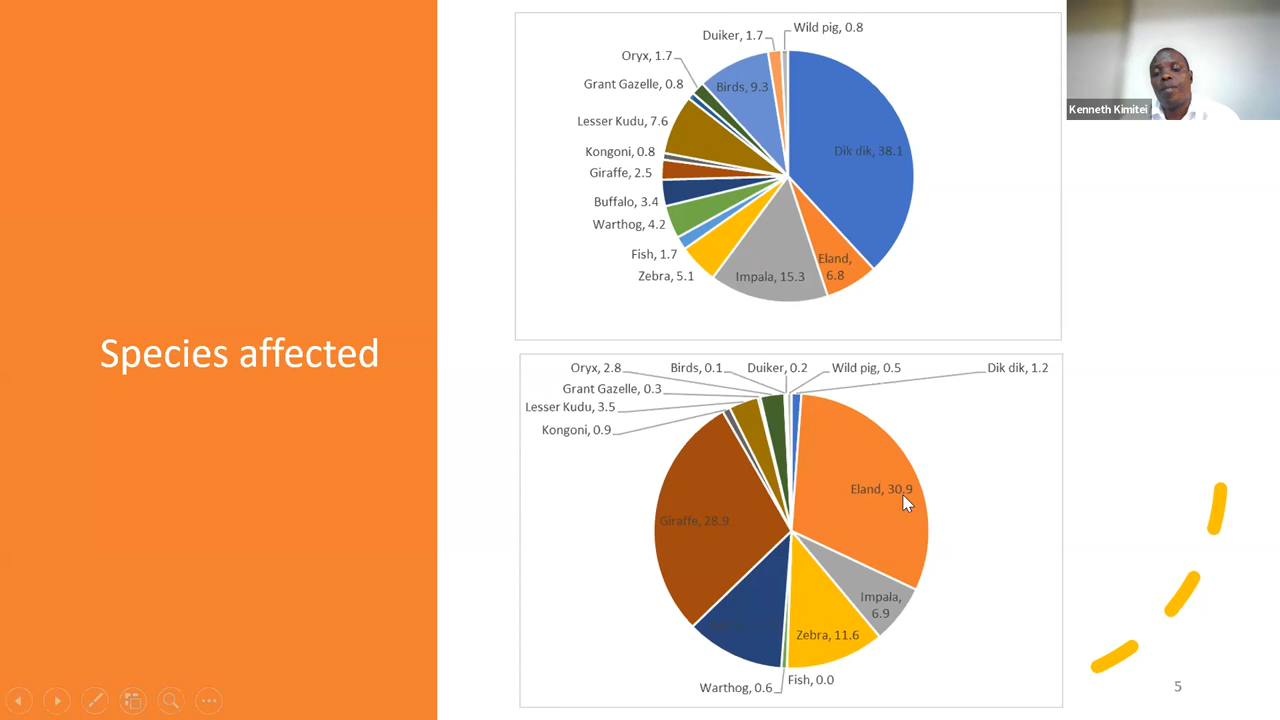 Species affected
Wild pig, 0.8
Duiker, 1.7
Oryx, 1.7
Grant Gazelle, 0.8
Birds, 9.3
Lesser Kudu, 7.6
Kongoni, 0.8
Giraffe, 2.5
Buffalo, 3.4
Warthog, 4.2
Fish, 1.7
Zebra, 5.1
Impala, 15.3
Eland,
6.8
Dik dik, 38.1
Kenneth Kimitei
Oryx, 2.8
Birds, 0.1
Duiker, 0.2
Wild pig, 0.5
Dik dik, 1.2
Grant Gazelle, 0.3
Lesser Kudu, 3.5
Kongoni, 0.9
Eland, 30.9
Giraffe, 28.9
Impala,
6.9
Zebra, 11.6
Fish, 0.0
Warthog, 0.6
5